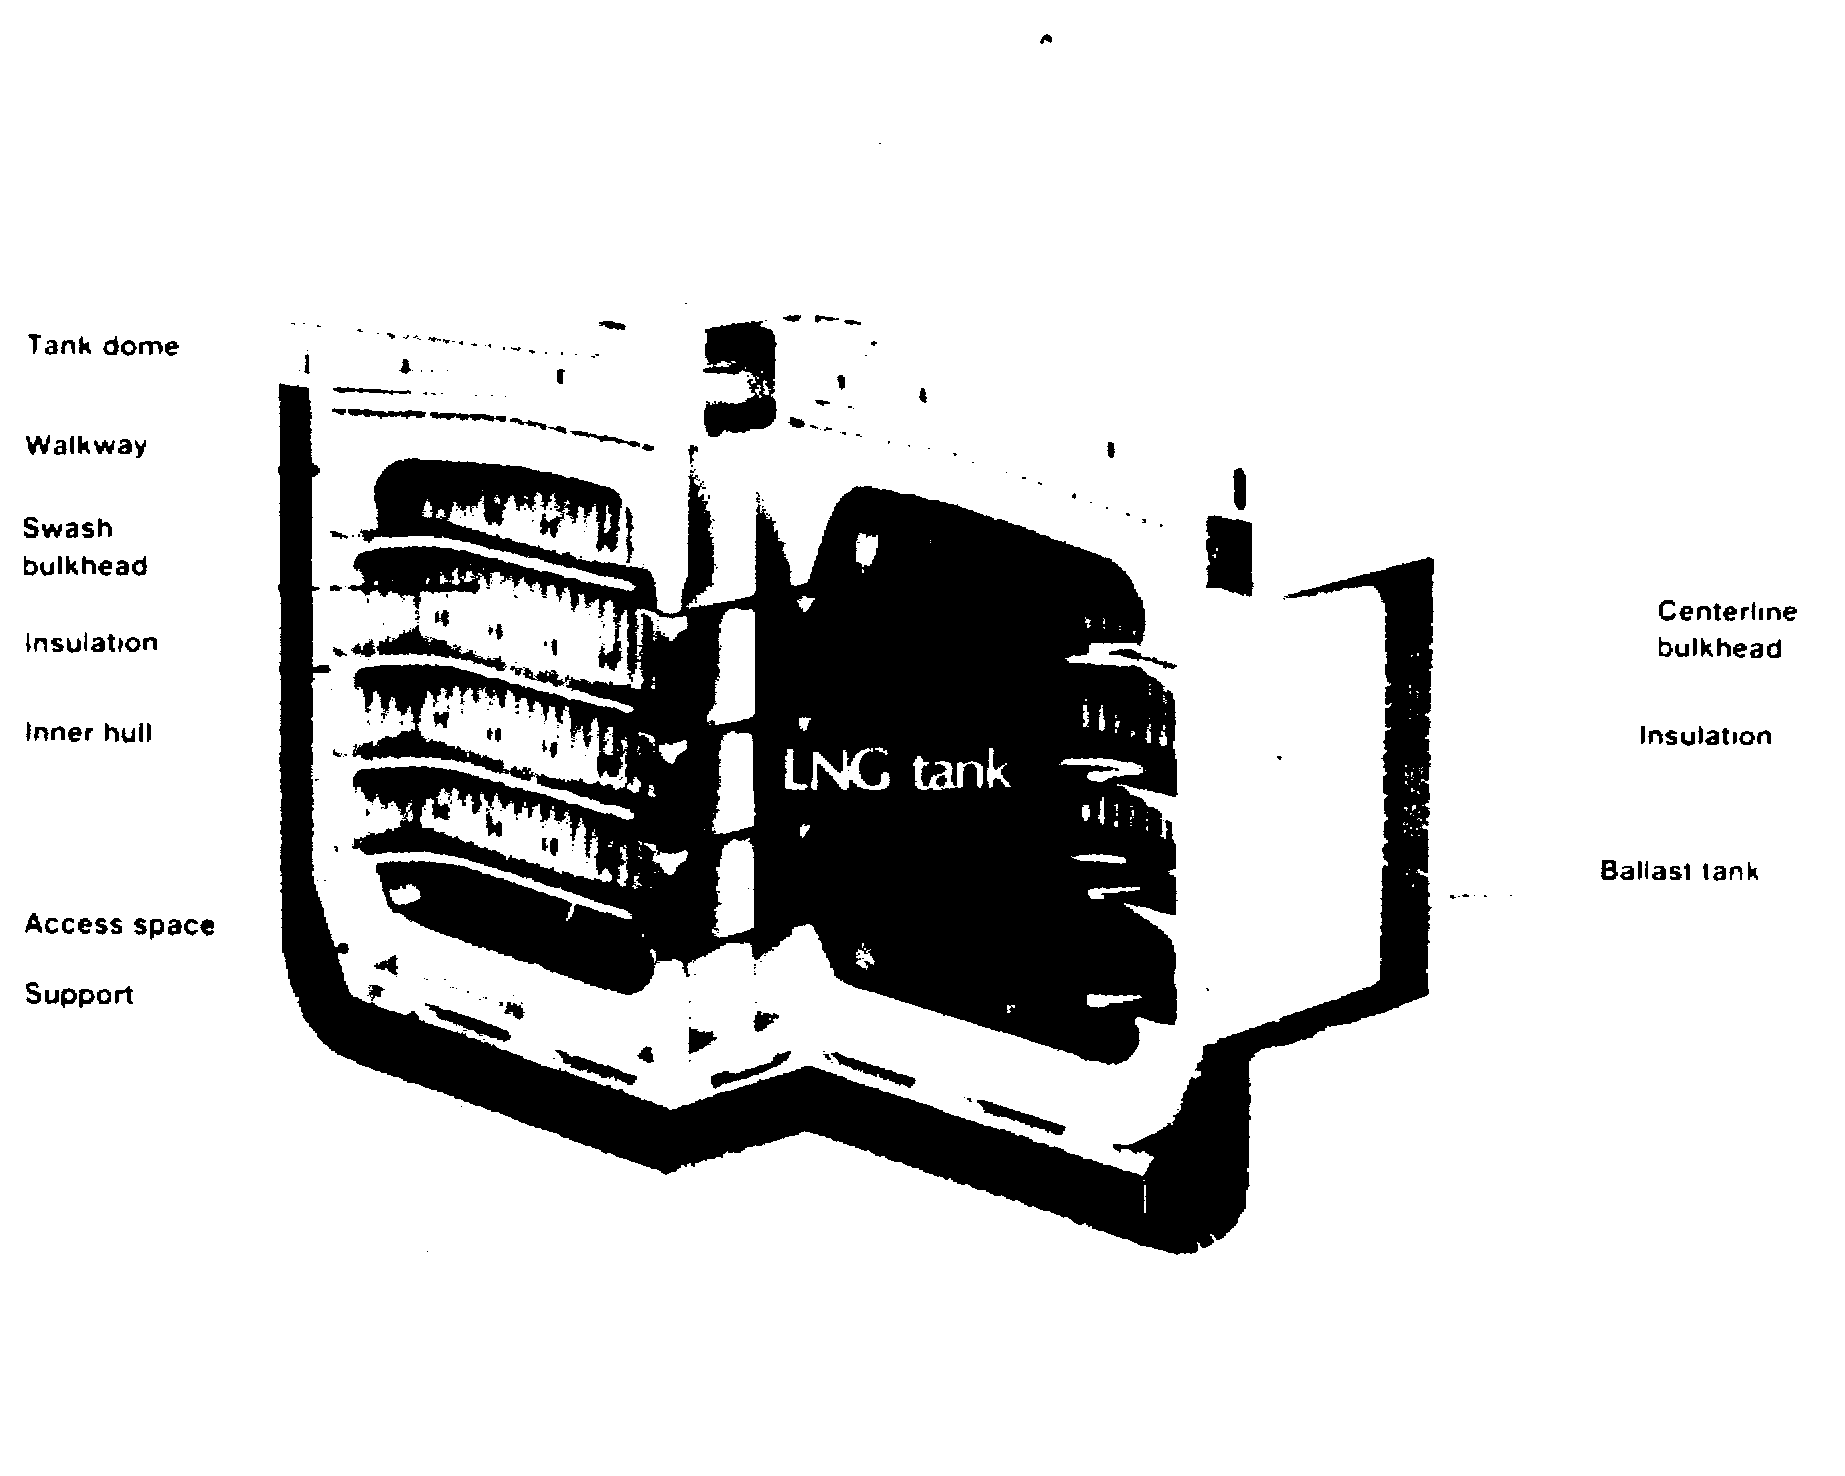 Tank dome
Walkway
Swash
bulkhead
Insulation
Inner hull
Access space
Support
LNG tank
Centerline
bulkhead
Insulation
Ballast tank